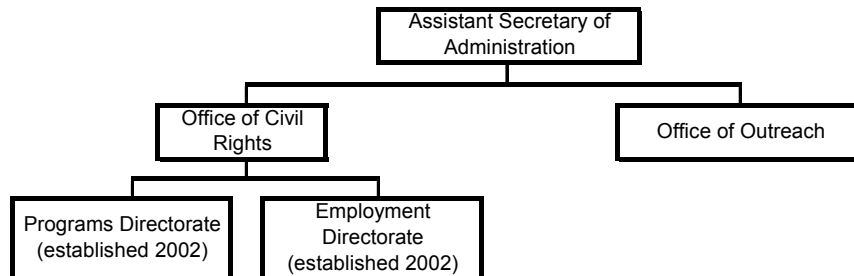 Assistant Secretary of
Administration
Office of Civil
Rights
Office of Outreach
Programs Directorate
(established 2002)
Employment
Directorate
(established 2002)